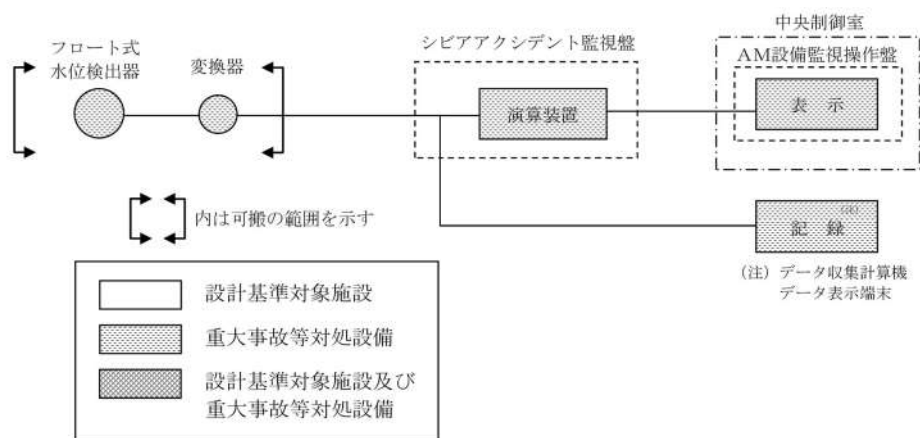 中央制御室
シビアアクシデント監視盤
AM設備監視操作盤
フロート式
水位検出器
変換器
演算装置
表 示
内は可搬の範囲を示す
記 録 (注)
(注) データ収集計算機
データ表示端末
設計基準対象施設
重大事故等対処設備
設計基準対象施設及び
重大事故等対処設備